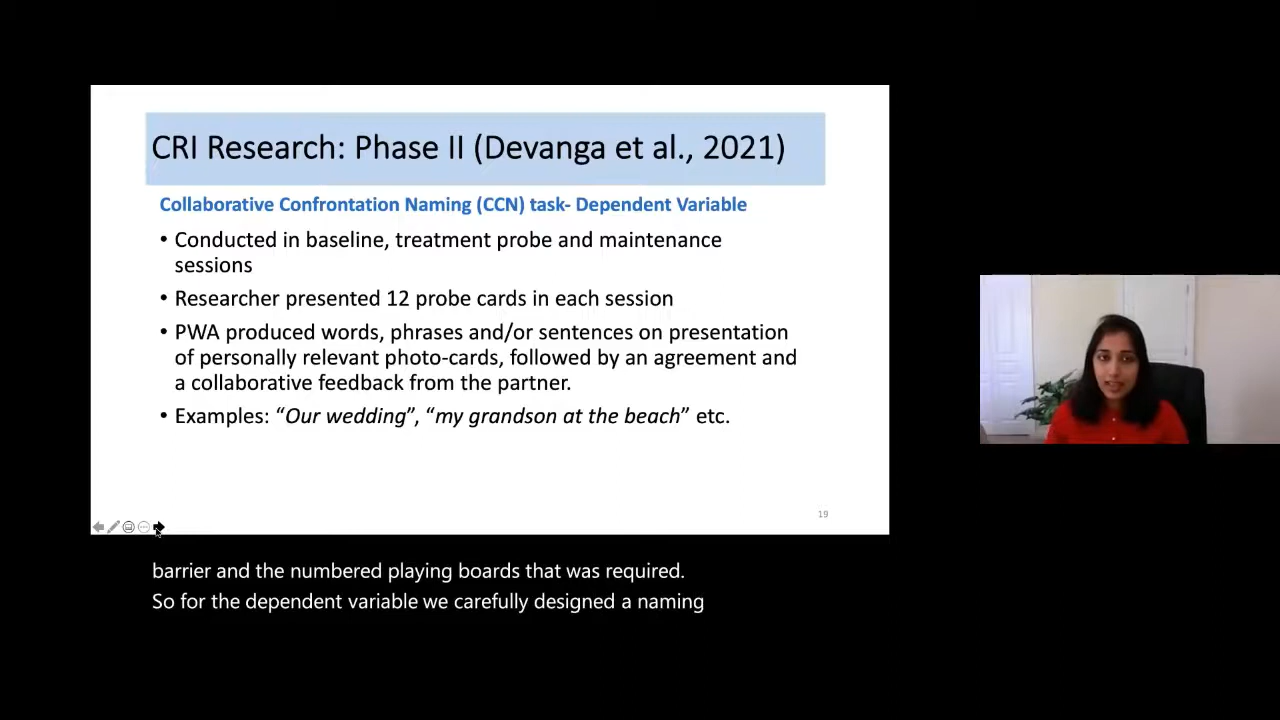 CRI Research: Phase II (Devanga et al., 2021)
Collaborative Confrontation Naming (CCN) task- Dependent Variable
• Conducted in baseline, treatment probe and maintenance
sessions
• Researcher presented 12 probe cards in each session
• PWA produced words, phrases and/or sentences on presentation
of personally relevant photo-cards, followed by an agreement and
a collaborative feedback from the partner.
• Examples: “Our wedding”, “my grandson at the beach” etc.
19
barrier and the numbered playing boards that was required.
So for the dependent variable we carefully designed a naming